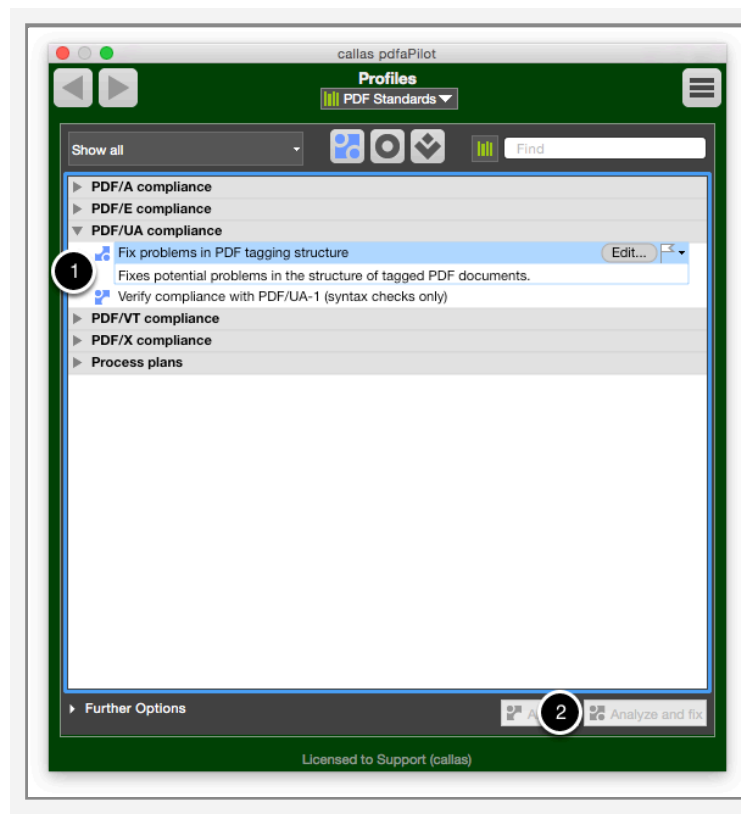 callas pdfaPilot
Profiles
PDF Standards
Show all
Find
PDF/A compliance
PDF/E compliance
PDF/UA compliance
Fix problems in PDF tagging structure Edit...
1
Fixes potential problems in the structure of tagged PDF documents.
Verify compliance with PDF/UA-1 (syntax checks only)
PDF/VT compliance
PDF/X compliance
Process plans
Further Options 2 Analyze and fix
Licensed to Support (callas)